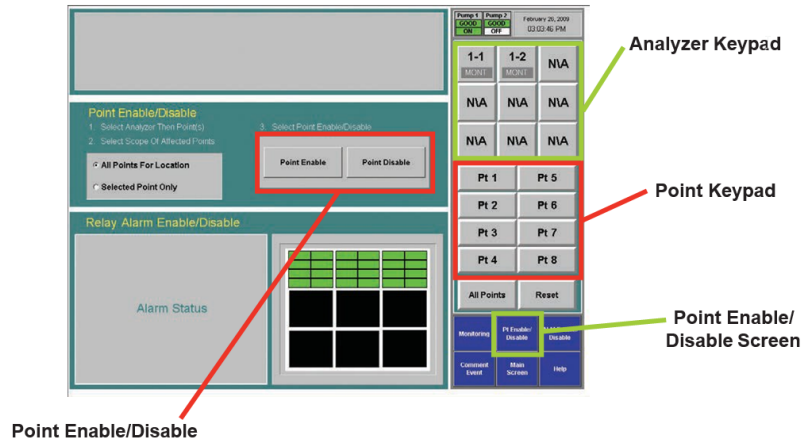 Pump 1 Pump 2
GOOD GOOD
ON OFF
February 26, 2009
03:03:46 PM
Analyzer Keypad
1-1 1-2 N\A
MONT MONT
N\A N\A N\A
N\A N\A N\A
Point Enable/Disable
1. Select Analyzer Then Point(s)
2. Select Scope Of Affected Points
3. Select Point Enable/Disable
All Points For Location
Selected Point Only
Point Enable Point Disable
Pt 1 Pt 5
Pt 2 Pt 6
Pt 3 Pt 7
Pt 4 Pt 8
Point Keypad
Relay Alarm Enable/Disable
Alarm Status
All Points Reset
Monitoring
Pt Enable/
Disable
Disable
Comment
Event
Main
Screen
Help
Point Enable/
Disable Screen
Point Enable/Disable